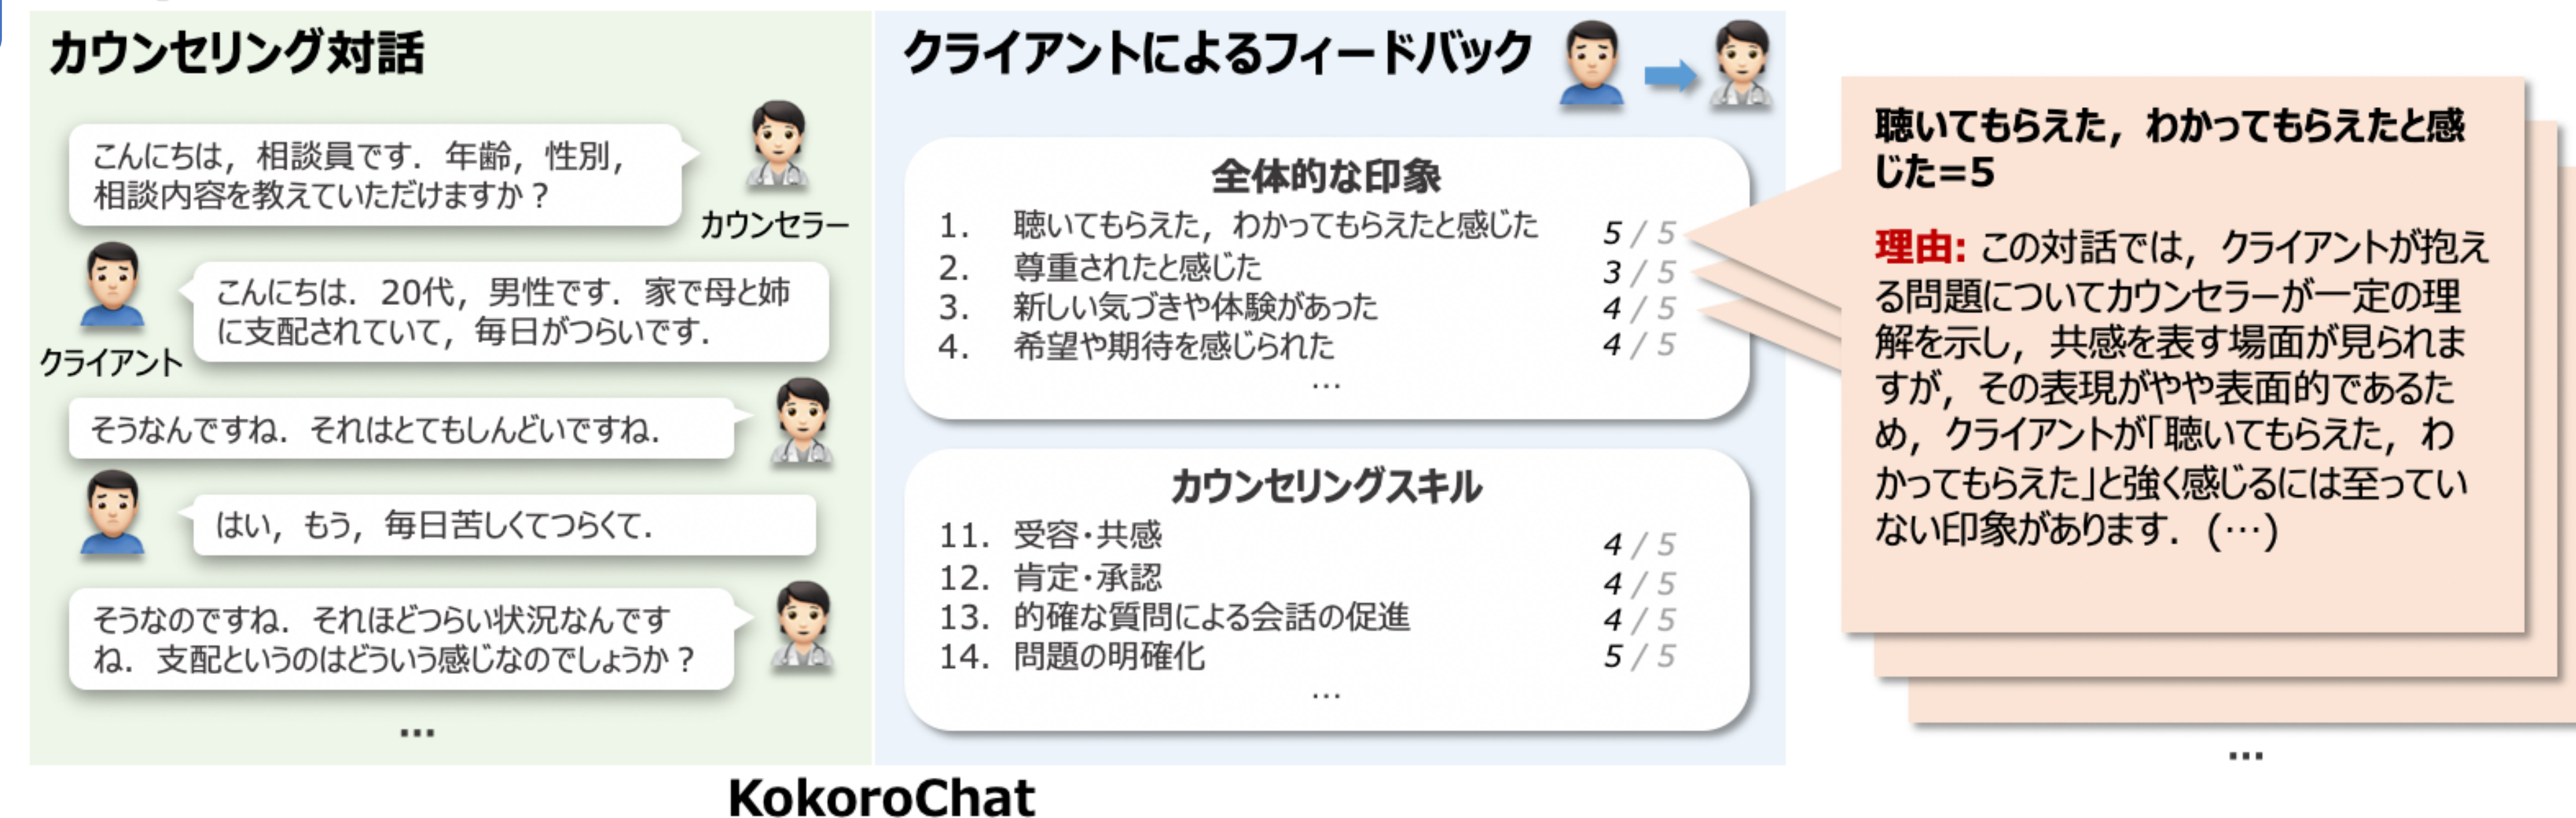 カウンセリング対話
こんにちは，相談員です．年齢，性別，
相談内容を教えていただけますか？
カウンセラー
こんにちは．20代，男性です．家で母と姉
に支配されていて，毎日がつらいです．
クライアント
そうなんですね．それはとてもしんどいですね．
はい，もう，毎日苦しくてつらくて．
そうなのですね．それほどつらい状況なんです
ね．支配というのはどういう感じなのでしょうか？
…
クライアントによるフィードバック
全体的な印象
1. 聴いてもらえた，わかってもらえたと感じた 5 / 5
2. 尊重されたと感じた 3 / 5
3. 新しい気づきや体験があった 4 / 5
4. 希望や期待を感じられた 4 / 5
…
カウンセリングスキル
11. 受容・共感 4 / 5
12. 肯定・承認 4 / 5
13. 的確な質問による会話の促進 4 / 5
14. 問題の明確化 5 / 5
…
聴いてもらえた，わかってもらえたと感
じた=5
理由: この対話では，クライアントが抱え
る問題についてカウンセラーが一定の理
解を示し，共感を表す場面が見られま
すが，その表現がやや表面的であるた
め，クライアントが「聴いてもらえた，わ
かってもらえた」と強く感じるには至ってい
ない印象があります．(…)
…
KokoroChat